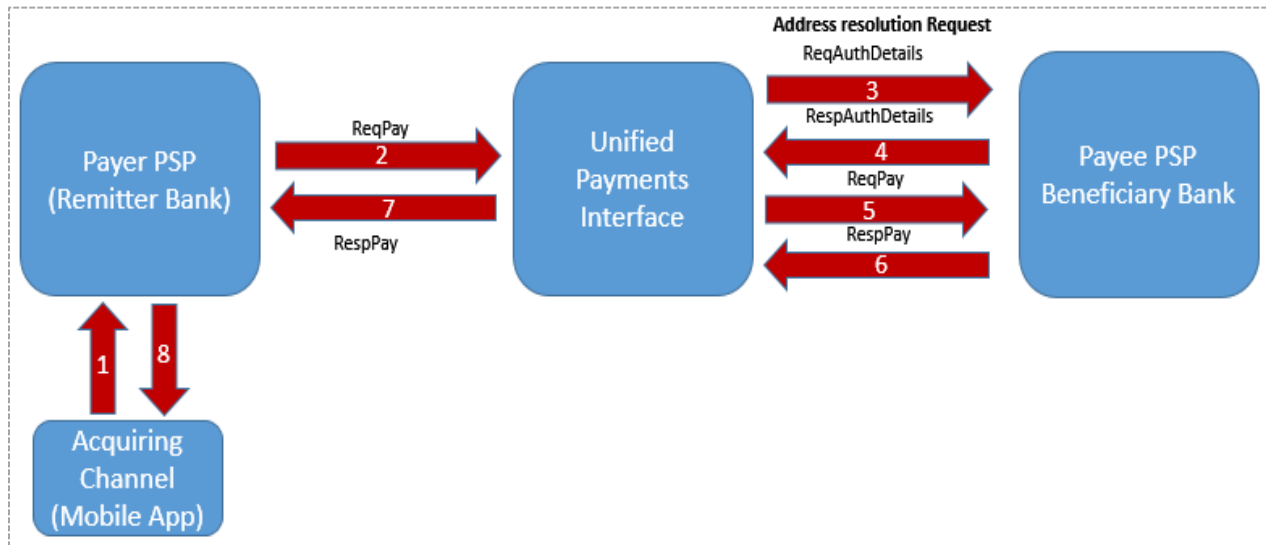 Address resolution Request
ReqAuthDetails
3
RespAuthDetails
4
ReqPay
5
RespPay
6
Payer PSP
(Remitter Bank)
ReqPay
2
7
RespPay
Unified
Payments
Interface
Payee PSP
Beneficiary Bank
1
8
Acquiring
Channel
(Mobile App)